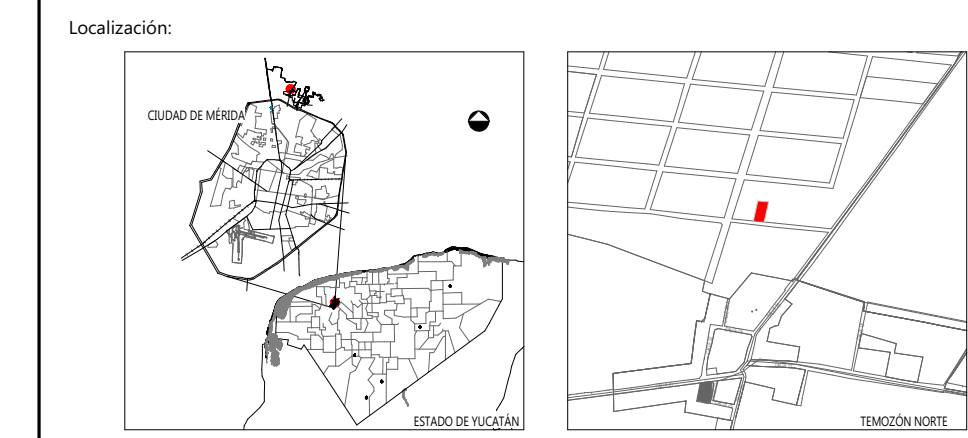 Localización:
CIUDAD DE MÉRIDA
ESTADO DE YUCATÁN
TEMOZÓN NORTE